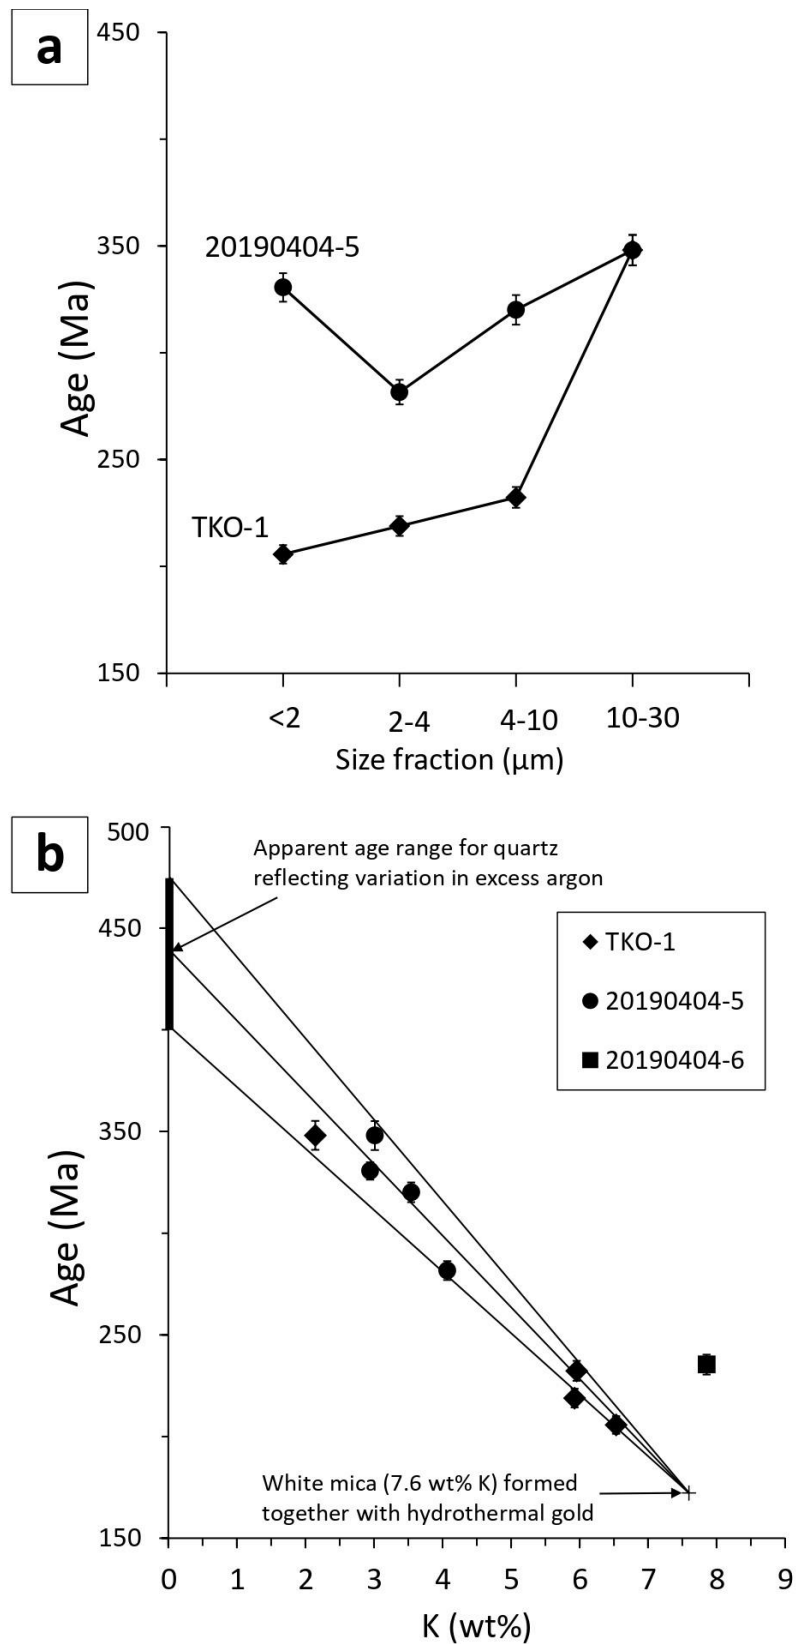 a
450
350
250
150
Age (Ma)
20190404-5
TKO-1
<2
2-4
4-10
10-30
Size fraction (μm)
b
500
450
350
250
150
Age (Ma)
Apparent age range for quartz
reflecting variation in excess argon
TKO-1
20190404-5
20190404-6
White mica (7.6 wt% K) formed
together with hydrothermal gold
0 1 2 3 4 5 6 7 8 9
K (wt%)